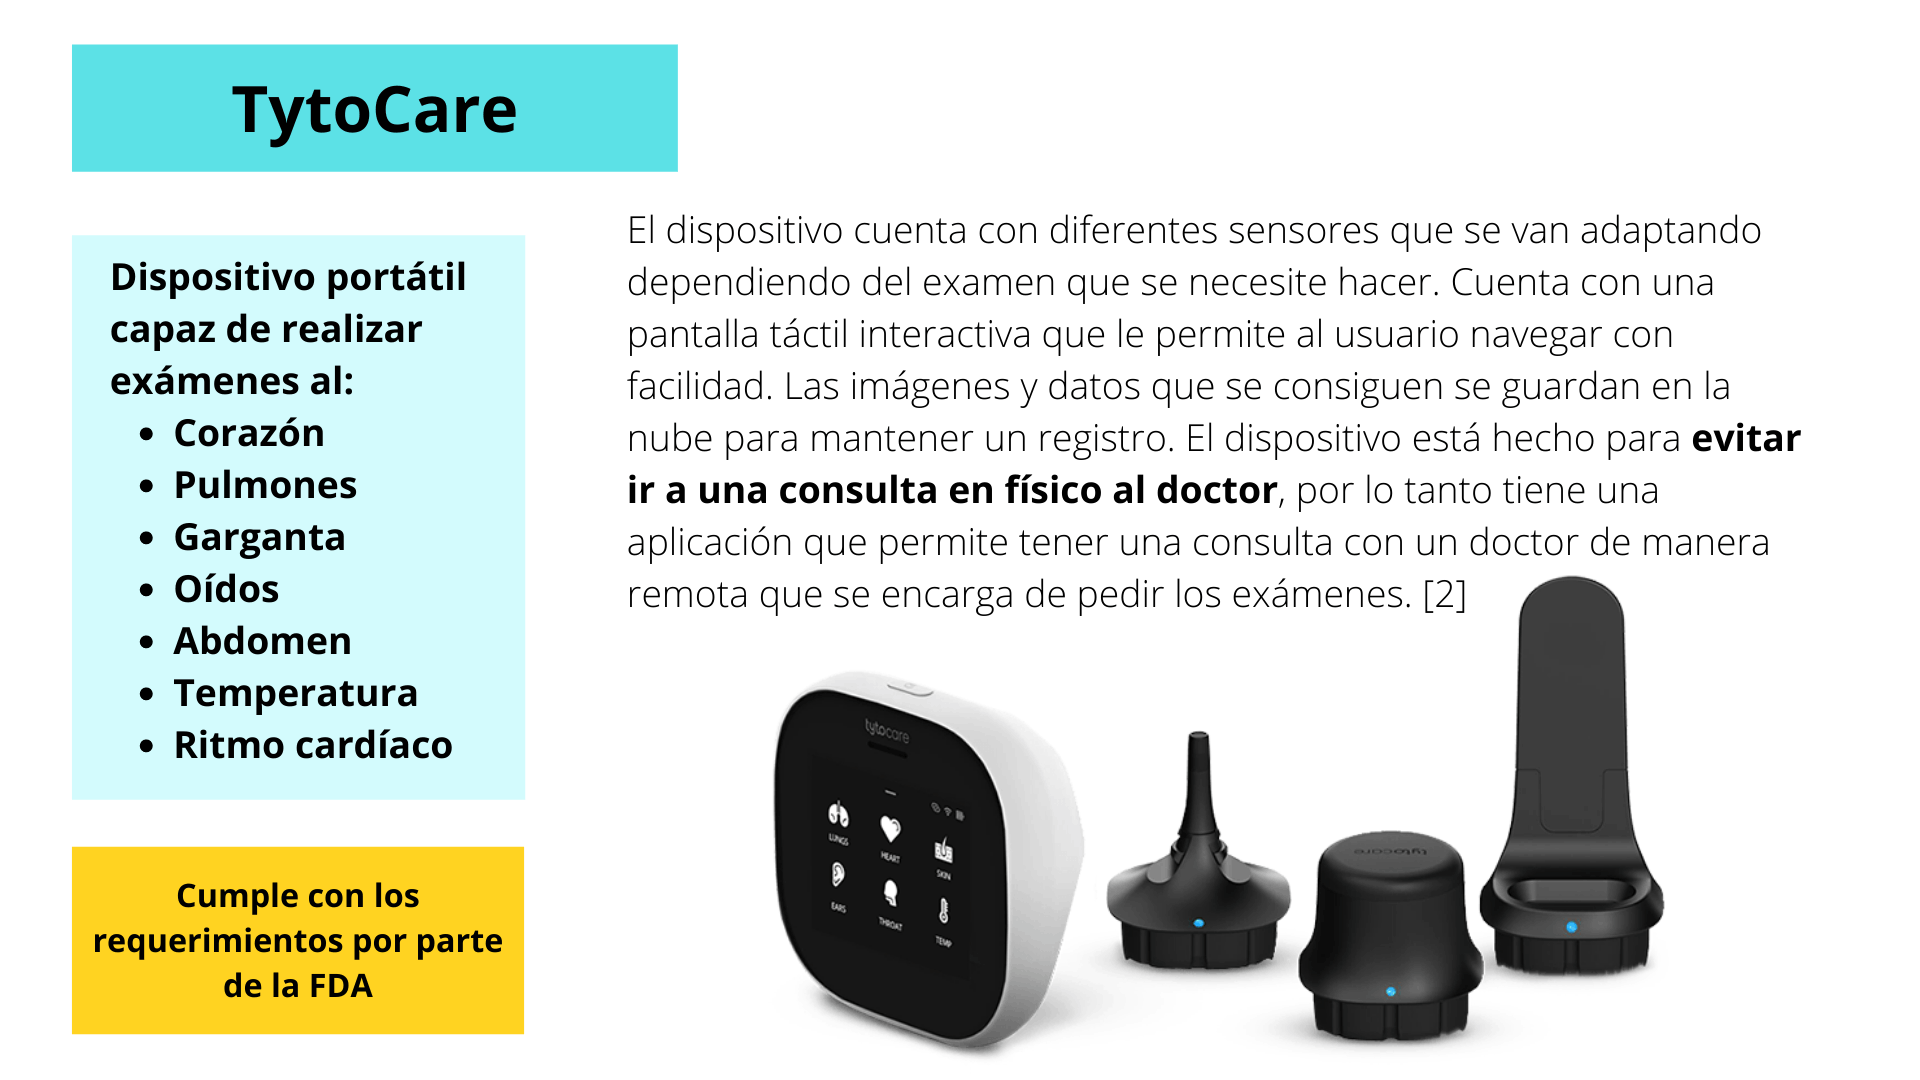 TytoCare
Dispositivo portátil
capaz de realizar
exámenes al:
• Corazón
• Pulmones
• Garganta
• Oídos
• Abdomen
• Temperatura
• Ritmo cardíaco
Cumple con los
requerimientos por parte
de la FDA
El dispositivo cuenta con diferentes sensores que se van adaptando
dependiendo del examen que se necesite hacer. Cuenta con una
pantalla táctil interactiva que le permite al usuario navegar con
facilidad. Las imágenes y datos que se consiguen se guardan en la
nube para mantener un registro. El dispositivo está hecho para evitar
ir a una consulta en físico al doctor, por lo tanto tiene una
aplicación que permite tener una consulta con un doctor de manera
remota que se encarga de pedir los exámenes. [2]
tytocare
LUNGS
HEART
SKIN
EARS
THROAT
TEMP
tytocare